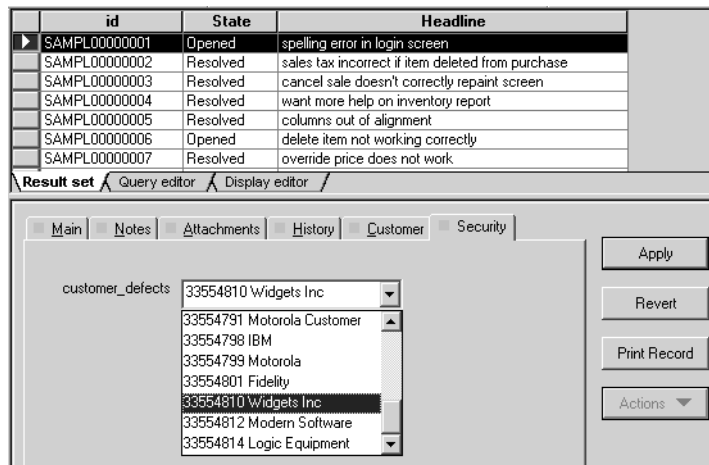 id State Headline
SAMPL00000001 Opened spelling error in login screen
SAMPL00000002 Resolved sales tax incorrect if item deleted from purchase
SAMPL00000003 Resolved cancel sale doesn't correctly repaint screen
SAMPL00000004 Resolved want more help on inventory report
SAMPL00000005 Resolved columns out of alignment
SAMPL00000006 Opened delete item not working correctly
SAMPL00000007 Resolved override price does not work
Result set Query editor Display editor
Main Notes Attachments History Customer Security
Apply
customer_defects 33554810 Widgets Inc
Revert
33554791 Motorola Customer
33554798 IBM
33554799 Motorola
Print Record
33554801 Fidelity
33554810 Widgets Inc
Actions
33554812 Modern Software
33554814 Logic Equipment